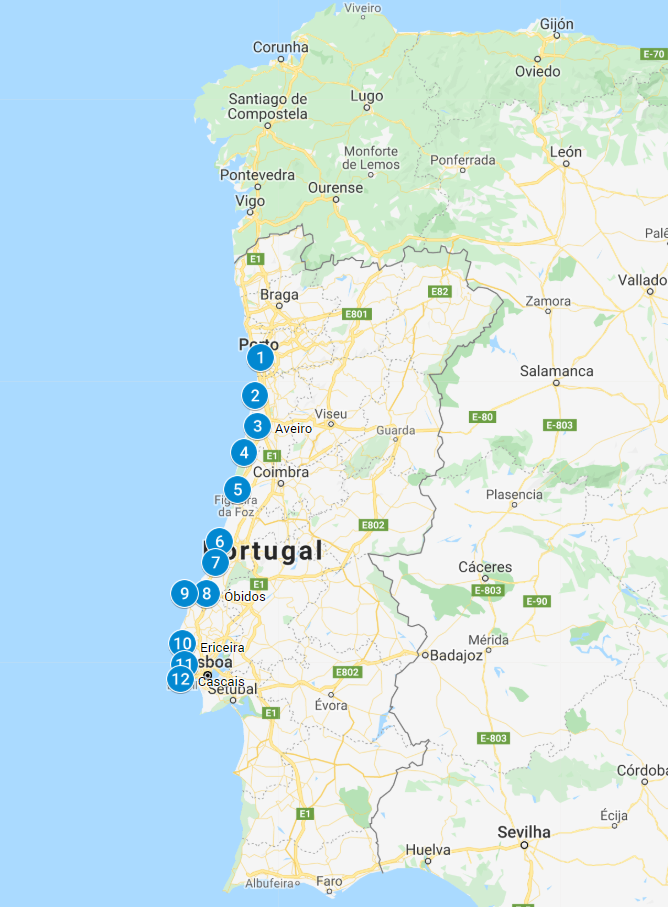 Viveiro
Gijón
Corunha
E-70
Oviedo
Santiago de
Compostela
Lugo
Monforte
de Lemos
León
Ponferrada
Pontevedra
Ourense
Vigo
Palê
E1
Braga
E82
Vallado
Zamora
E801
Porto
1
Salamanca
2
Viseu
E-80
E-803
3
Aveiro
Guarda
4
E1
Coimbra
5
Figueira
da Foz
Plasencia
E802
6
Portugal
7
Cáceres
E1
E-803
9
8
Óbidos
E-90
10
Ericeira
Mérida
Badajoz
11
Lisboa
E802
12
Cascais
Setúbal
Évora
E1
E-803
Córdoba
E1
Écija
Sevilha
Huelva
Albufeira
Faro